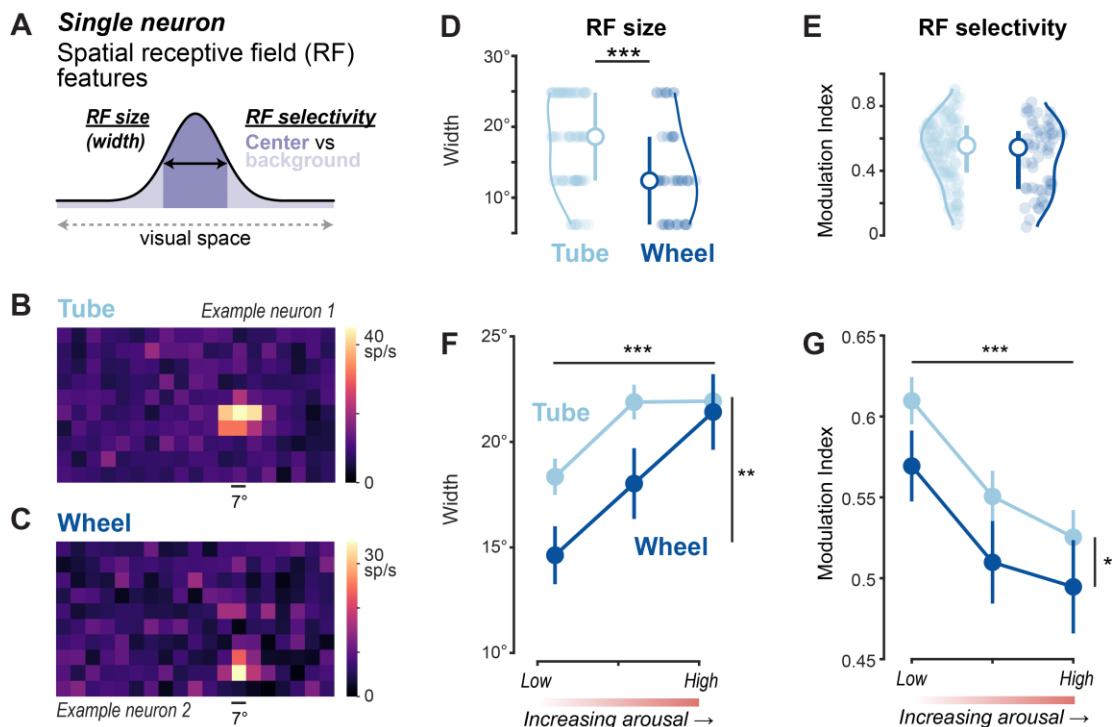 A
Single neuron
Spatial receptive field (RF)
features
RF size
(width)
RF selectivity
Center vs
background
visual space
B
Tube
Example neuron 1
40
sp/s
0
7°
C
Wheel
30
sp/s
0
Example neuron 2
7°
D
RF size
***
30°
20°
10°
Width
Tube
Wheel
E
RF selectivity
0.8
0.4
0
Modulation Index
F
25°
20°
15°
10°
Width
***
**
Tube
Wheel
Low
High
Increasing arousal →
G
0.65
0.6
0.55
0.5
0.45
Modulation Index
***
*
Low
High
Increasing arousal →